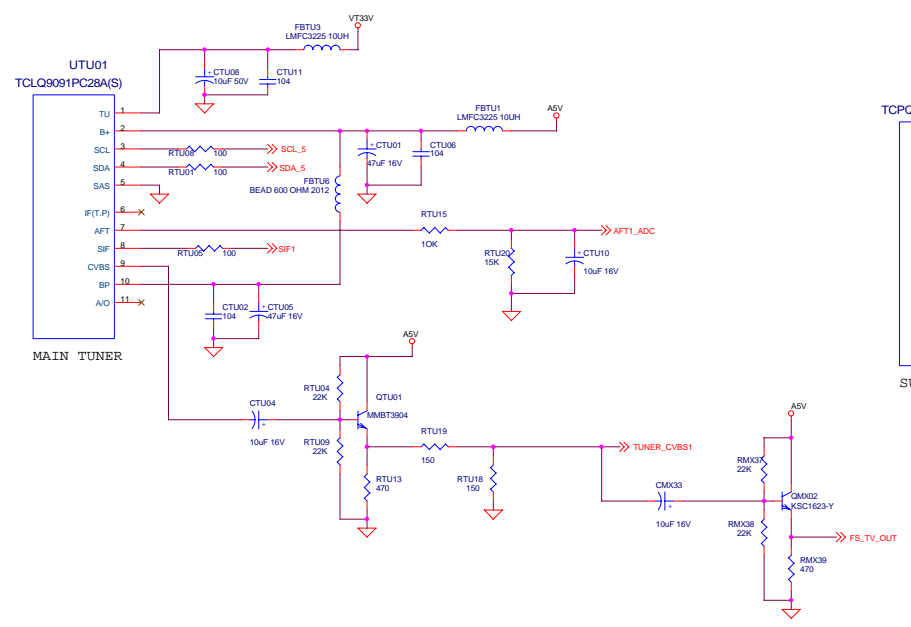 VT33V
FBTU3
LMFC3225 10UH
UTU01
TCLQ9091PC28A(S)
+ CTU08
10uF 50V
CTU11
104
TU 1
B+ 2
SCL 3
SDA 4
SAS 5
IF(T.P) 6
AFT 7
SIF 8
CVBS 9
BP 10
A/O 11
MAIN TUNER
FBTU1
LMFC3225 10UH
A5V
TCPC
RTU08 100 SCL_5
RTU01 100 SDA_5
FBTU6
BEAD 600 OHM 2012
+ CTU01
47uF 16V
CTU06
104
RTU15
1OK
AFT1_ADC
RTU20
15K
+ CTU10
10uF 16V
RTU05 100 SIF1
CTU02
104
+ CTU05
47uF 16V
A5V
RTU04
22K
QTU01
MMBT3904
CTU04
+
10uF 16V
RTU09
22K
RTU13
470
RTU19
150
RTU18
150
TUNER_CVBS1
CMX33
+
10uF 16V
A5V
RMX37
22K
QMX02
KSC1623-Y
RMX38
22K
FS_TV_OUT
RMX39
470